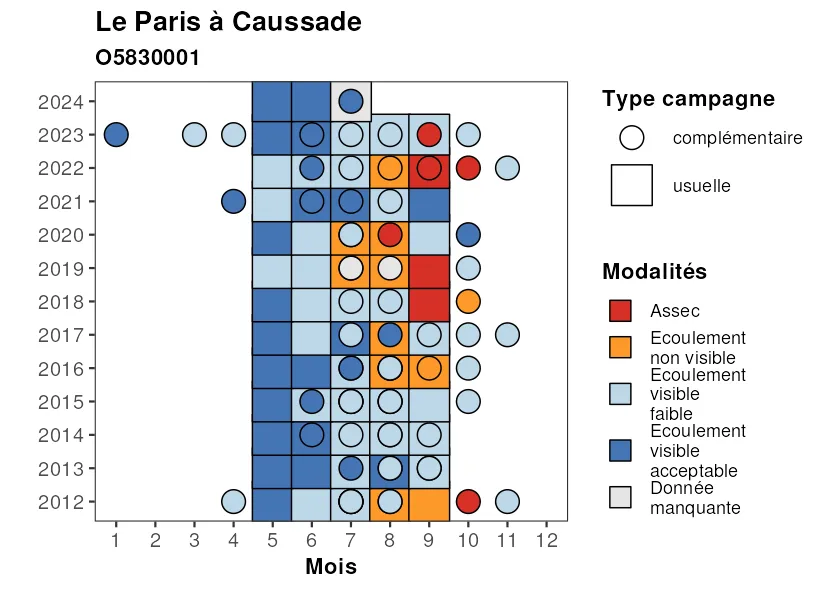 Le Paris à Caussade
O5830001
2024
2023
2022
2021
2020
2019
2018
2017
2016
2015
2014
2013
2012
1 2 3 4 5 6 7 8 9 10 11 12
Mois
Type campagne
complémentaire
usuelle
Modalités
Assec
Ecoulement
non visible
Ecoulement
visible
faible
Ecoulement
visible
acceptable
Donnée
manquante